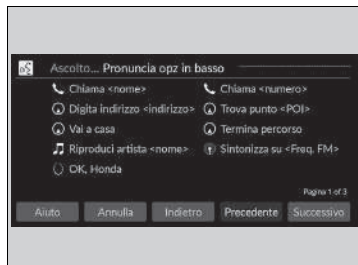 Ascolto... Pronuncia opz in basso
Chiama <nome> Chiama <numero>
Digita indirizzo <indirizzo> Trova punto <POI>
Vai a casa Termina percorso
Riproduci artista <nome> Sintonizza su <Freq. FM>
OK, Honda
Pagina 1 of 3
Aiuto Annulla Indietro Precedente Successivo